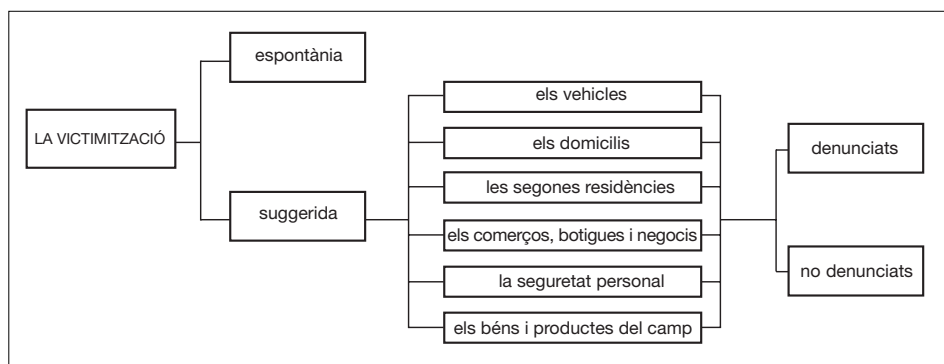 LA VICTIMITZACIÓ
espontània
suggerida
els vehicles
els domicilis
les segones residències
els comerços, botigues i negocis
la seguretat personal
els béns i productes del camp
denunciats
no denunciats